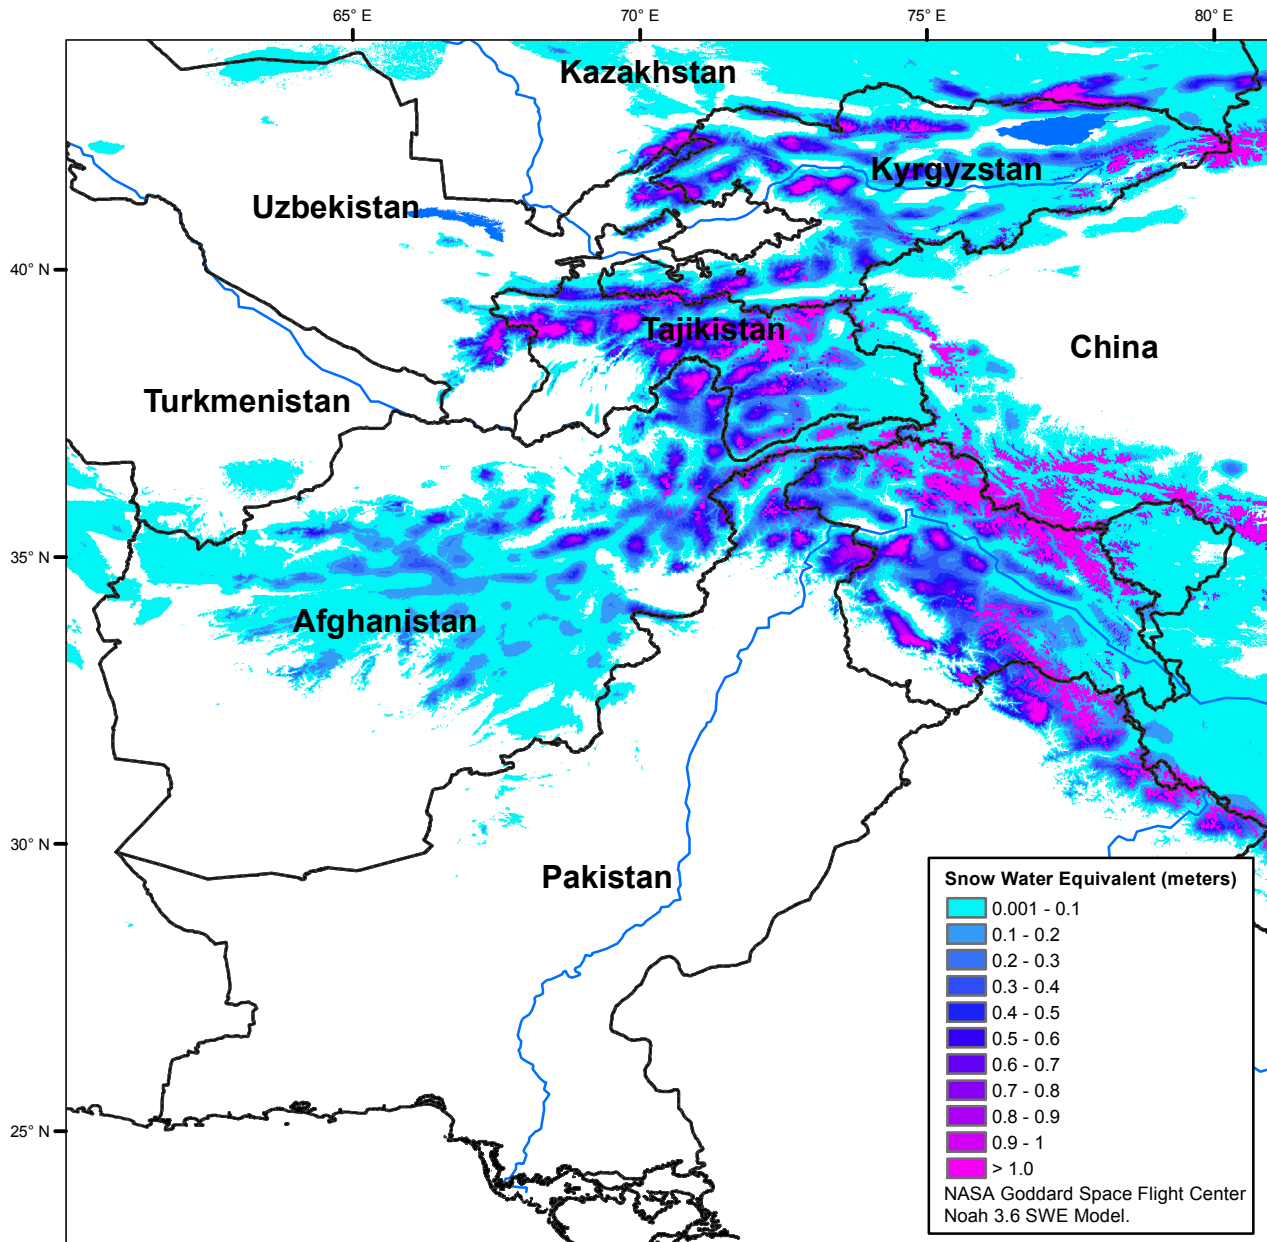 65° E
70° E
75° E
80° E
Kazakhstan
Kyrgyzstan
Uzbekistan
40° N
Tajikistan
China
Turkmenistan
35° N
Afghanistan
30° N
Pakistan
25° N
Snow Water Equivalent (meters)
0.001 - 0.1
0.1 - 0.2
0.2 - 0.3
0.3 - 0.4
0.4 - 0.5
0.5 - 0.6
0.6 - 0.7
0.7 - 0.8
0.8 - 0.9
0.9 - 1
> 1.0
NASA Goddard Space Flight Center
Noah 3.6 SWE Model.